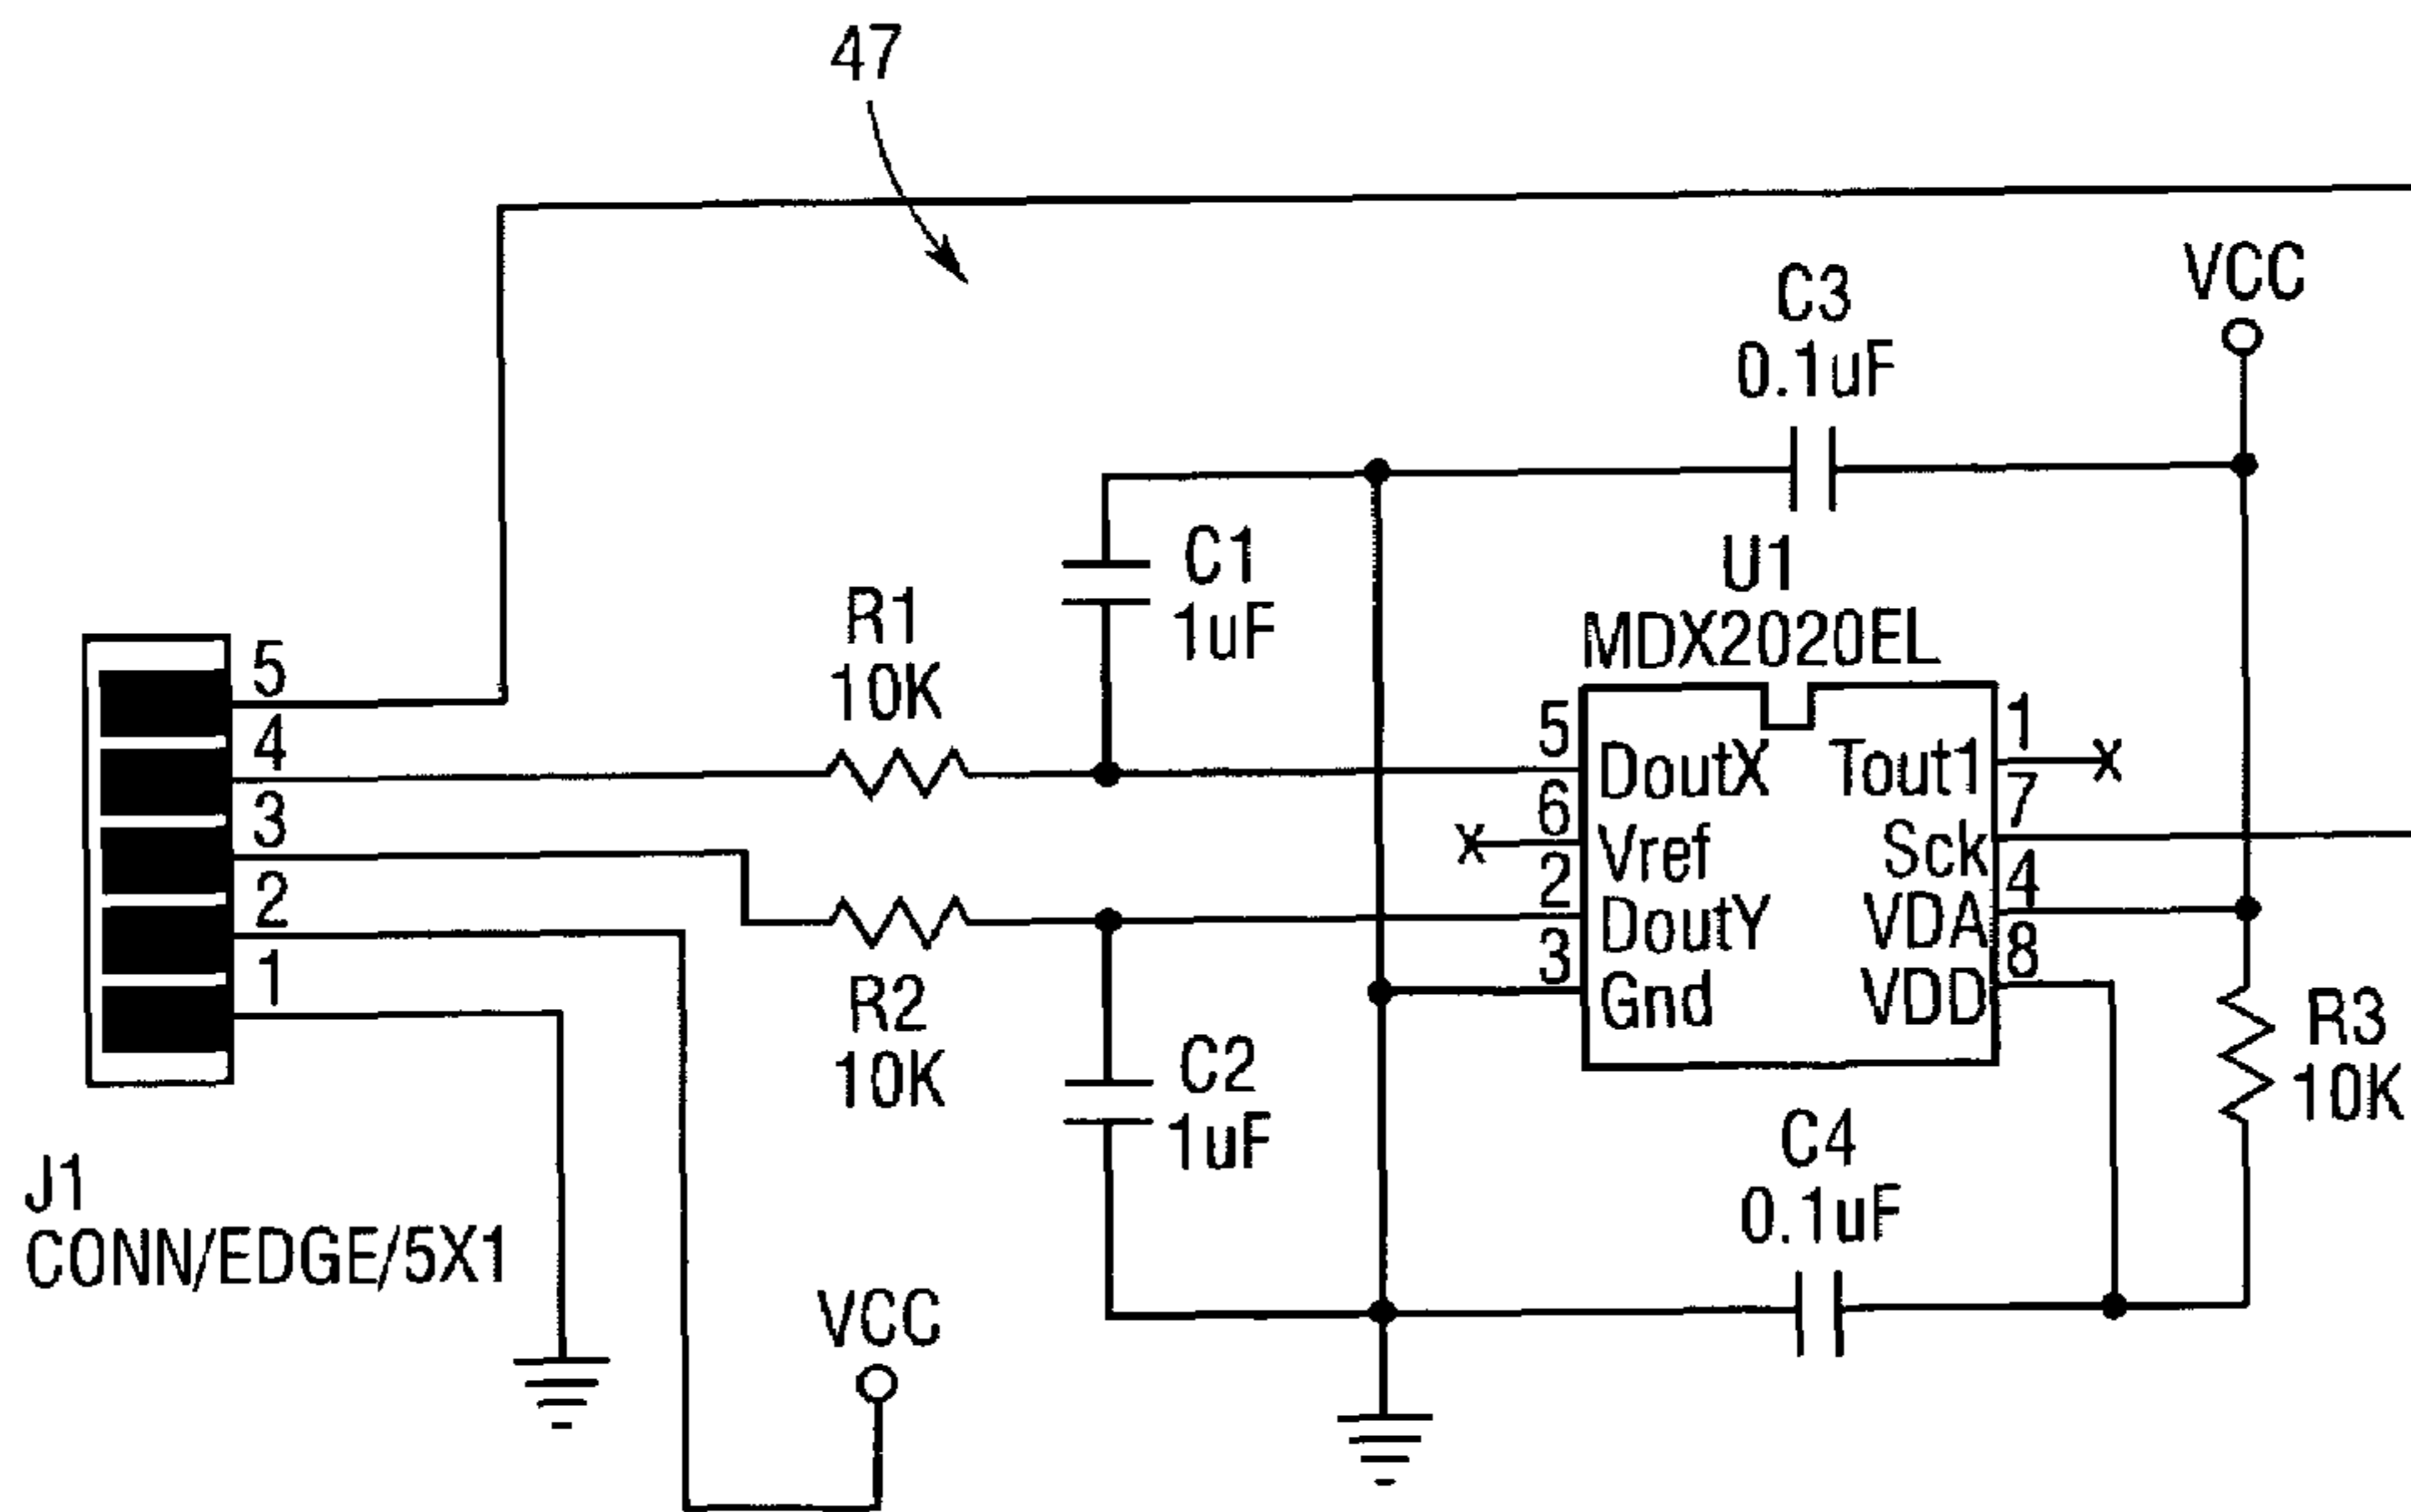 47
VCC
C3
0.1uF
C1
1uF
U1
MDX2020EL
R1
10K
5
4
3
2
1
5
6
2
3
DoutX
Vref
DoutY
Gnd
Tout1
Sck
VDA
VDD
1
7
4
8
x
x
R2
10K
C2
1uF
R3
10K
C4
0.1uF
J1
CONN/EDGE/5X1
VCC